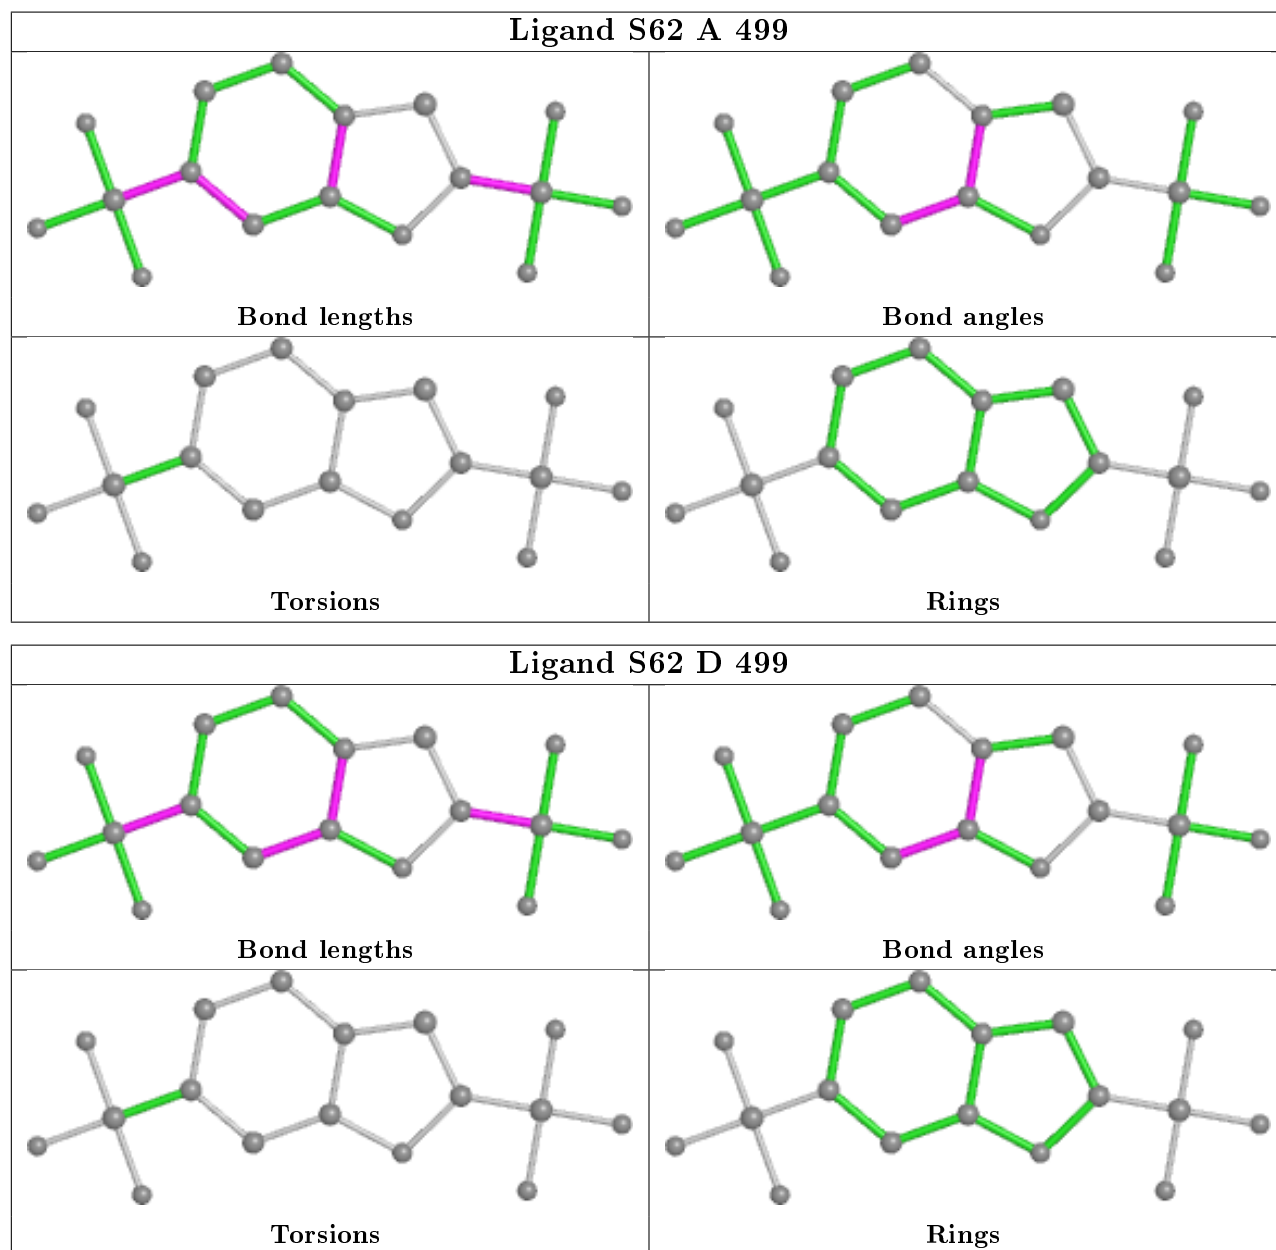 Ligand S62 A 499
Bond lengths
Bond angles
Torsions
Rings
Ligand S62 D 499
Bond lengths
Bond angles
Torsions
Rings